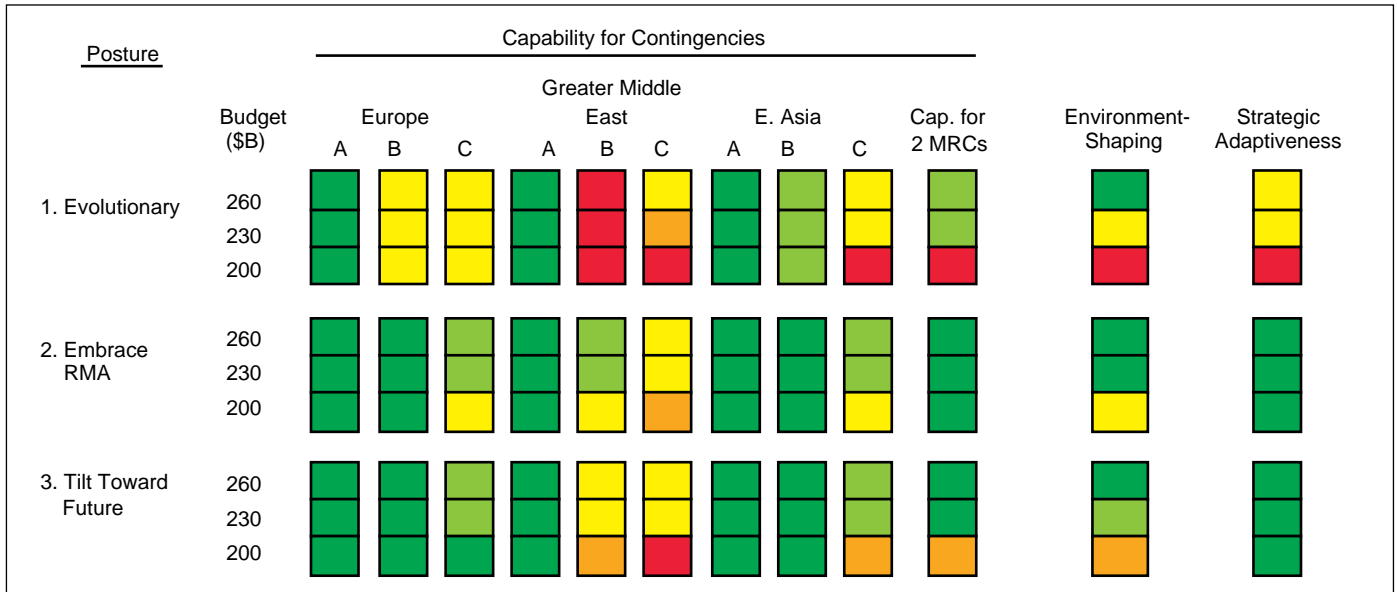 Posture
Capability for Contingencies
Greater Middle
Budget Europe East E. Asia Cap. for Environment- Strategic
($B) A B C A B C A B C 2 MRCs Shaping Adaptiveness
1. Evolutionary 260
230
200
2. Embrace 260
RMA 230
200
3. Tilt Toward 260
Future 230
200